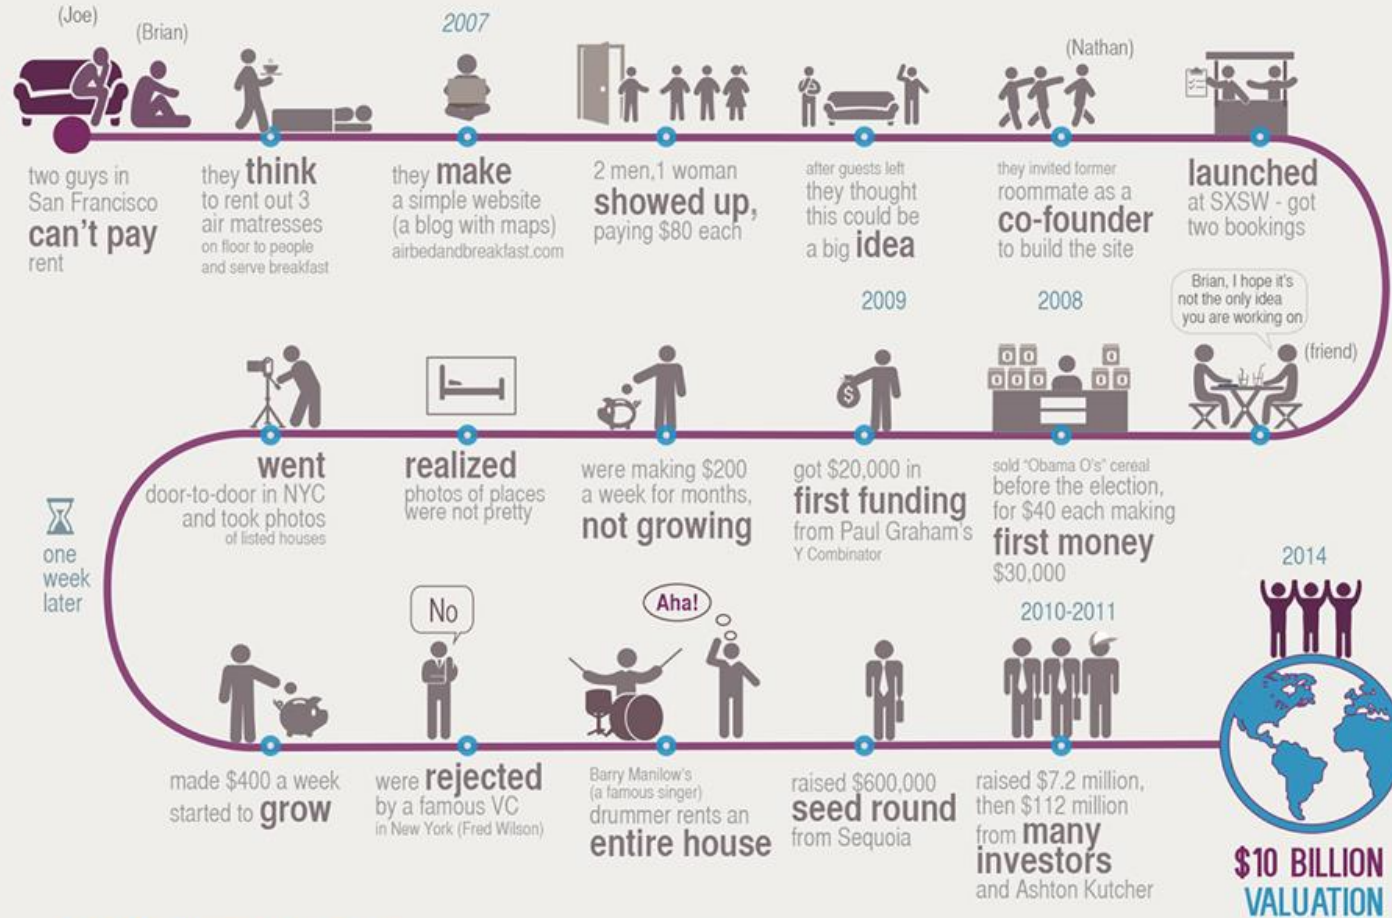 (Joe)
(Brian)
two guys in
San Francisco
can't pay
rent
they think
to rent out 3
air matresses
on floor to people
and serve breakfast
2007
they make
a simple website
(a blog with maps)
airbedandbreakfast.com
2 men,1 woman
showed up,
paying $80 each
after guests left
they thought
this could be
a big idea
(Nathan)
they invited former
roommate as a
co-founder
to build the site
launched
at SXSW - got
two bookings
Brian, I hope it's
not the only idea
you are working on
(friend)
2008
sold "Obama O's" cereal
before the election,
for $40 each making
first money
$30,000
2009
got $20,000 in
first funding
from Paul Graham's
Y Combinator
were making $200
a week for months,
not growing
realized
photos of places
were not pretty
went
door-to-door in NYC
and took photos
of listed houses
one
week
later
made $400 a week
started to grow
No
were rejected
by a famous VC
in New York (Fred Wilson)
Aha!
Barry Manilow's
(a famous singer)
drummer rents an
entire house
raised $600,000
seed round
from Sequoia
2010-2011
raised $7.2 million,
then $112 million
from many
investors
and Ashton Kutcher
2014
$10 BILLION
VALUATION